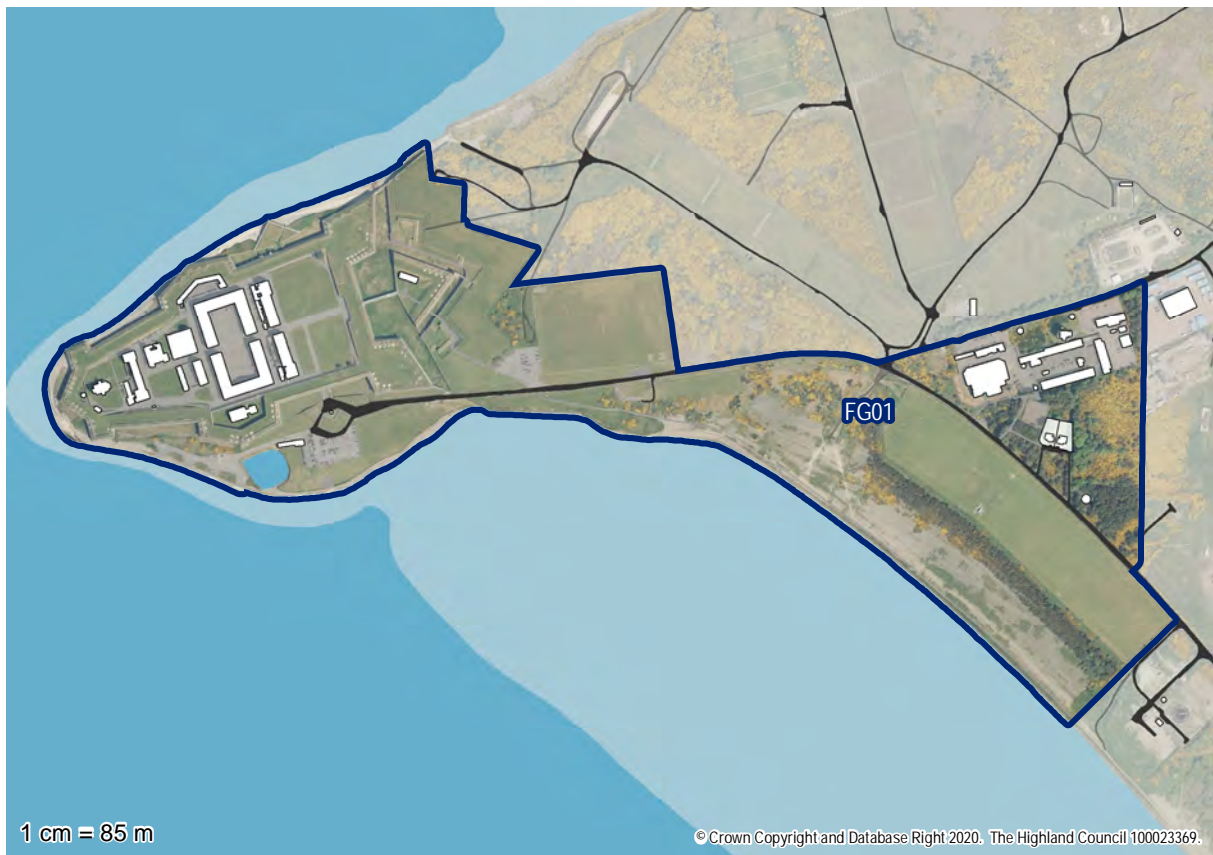 FG01
1 cm = 85 m
© Crown Copyright and Database Right 2020. The Highland Council 100023369.